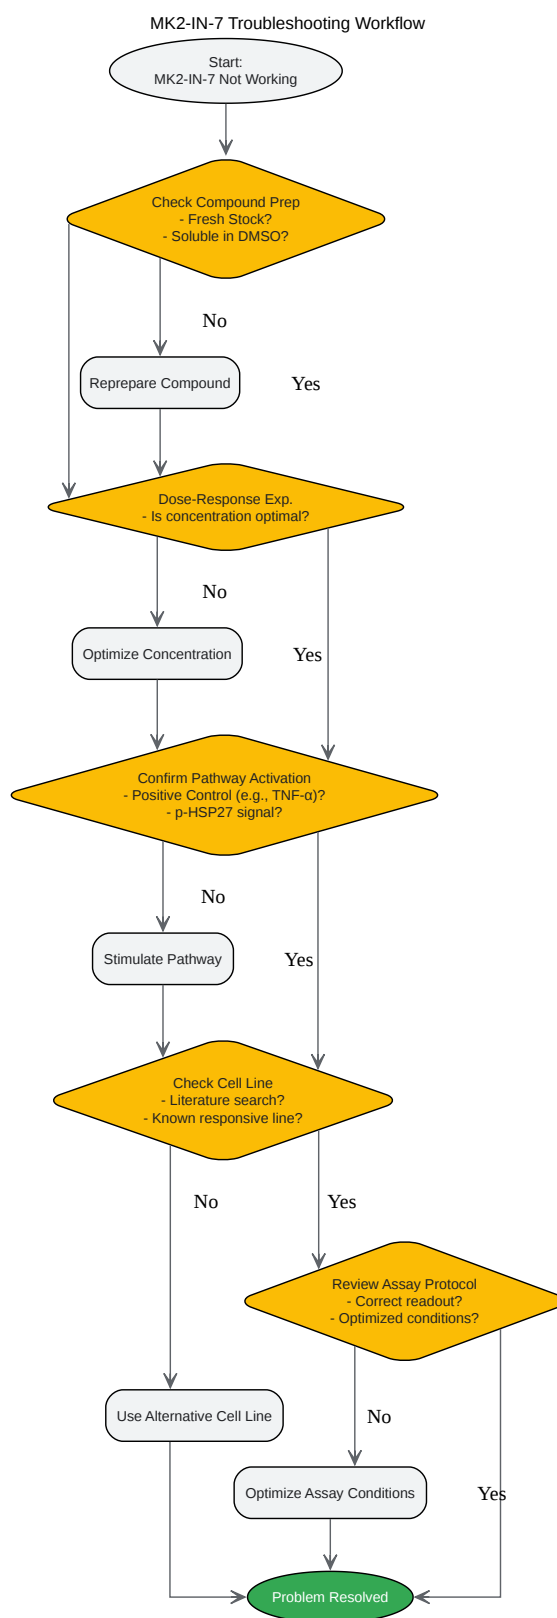 MK2-IN-7 Troubleshooting Workflow
Start:
MK2-IN-7 Not Working
Check Compound Prep
- Fresh Stock?
- Soluble in DMSO?
No
Reprepare Compound
Yes
Dose-Response Exp.
- Is concentration optimal?
No
Optimize Concentration
Yes
Confirm Pathway Activation
- Positive Control (e.g., TNF-α)?
- p-HSP27 signal?
No
Stimulate Pathway
Yes
Check Cell Line
- Literature search?
- Known responsive line?
No
Yes
Review Assay Protocol
- Correct readout?
- Optimized conditions?
Use Alternative Cell Line
No
Optimize Assay Conditions
Yes
Problem Resolved